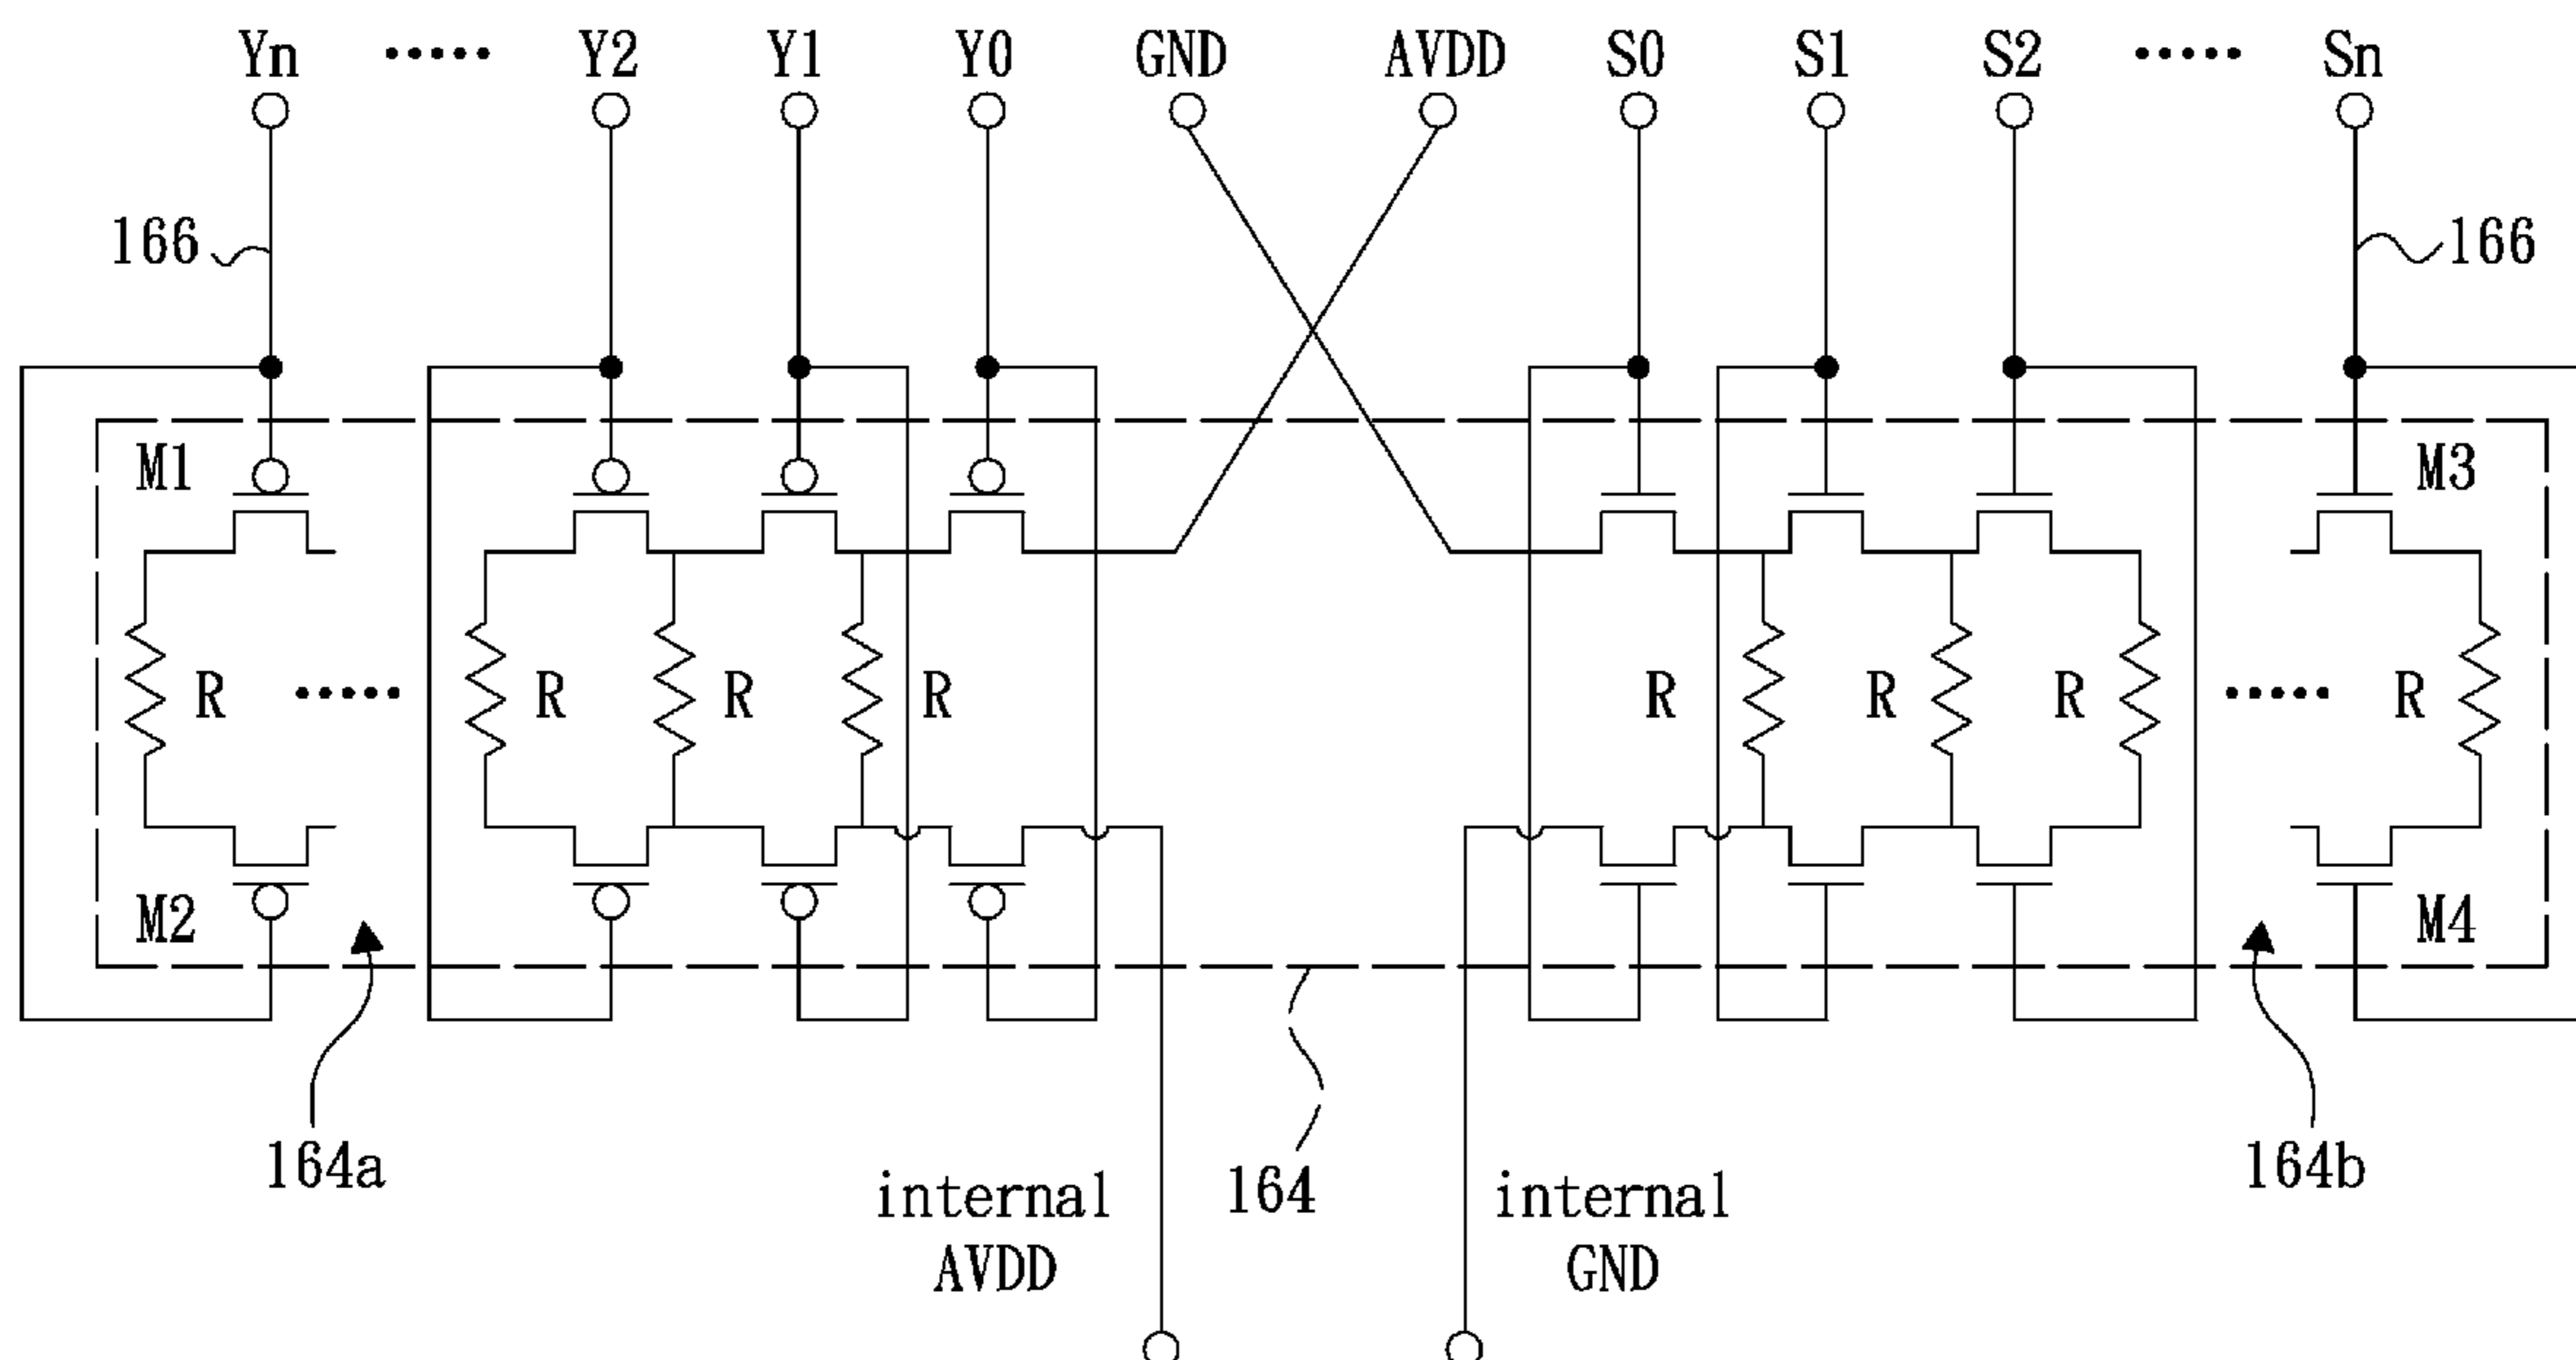 Yn ····· Y2 Y1 Y0 GND AVDD S0 S1 S2 ····· Sn
166 166
M1 M3
R ····· R R R R R R ····· R
M2 M4
164a 164 164b
internal AVDD
internal GND